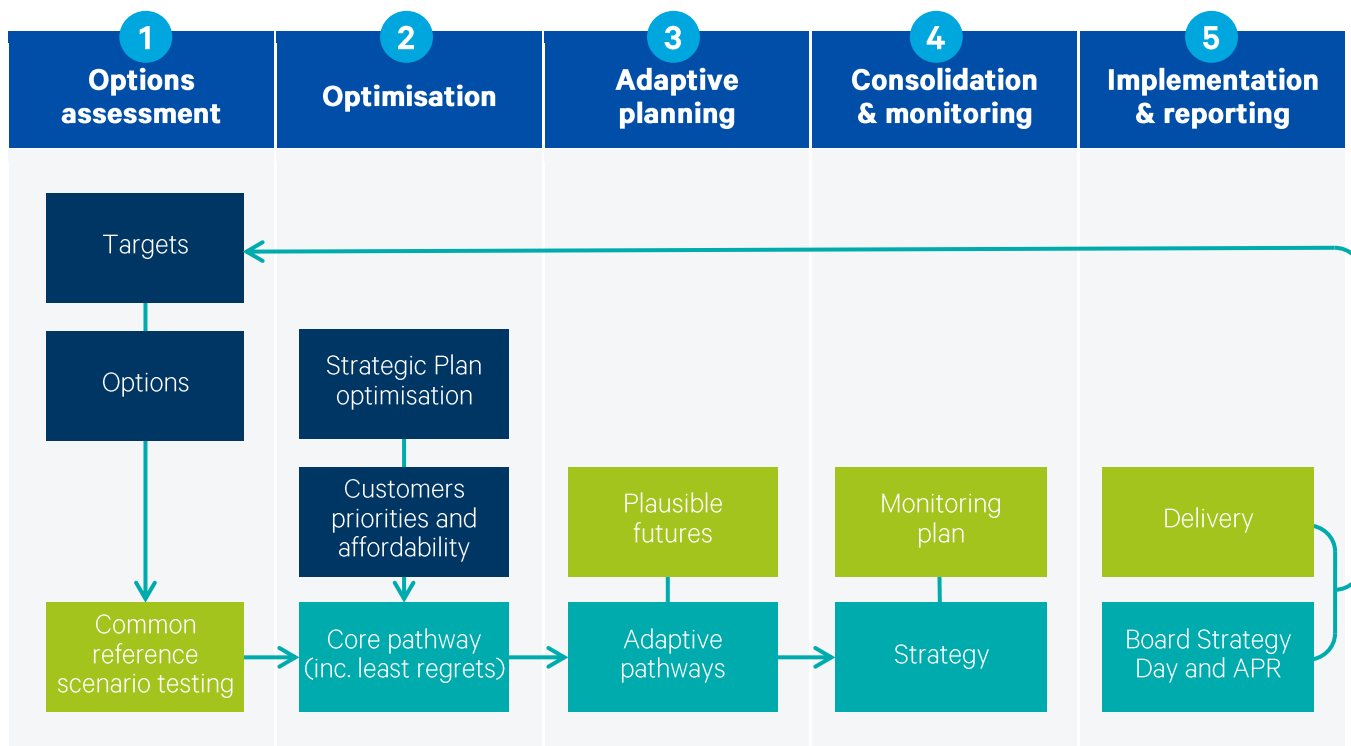 1
Options
assessment
2
Optimisation
3
Adaptive
planning
4
Consolidation
& monitoring
5
Implementation
& reporting
Targets
Options
Common
reference
scenario testing
Strategic Plan
optimisation
Customers
priorities and
affordability
Core pathway
(inc. least regrets)
Plausible
futures
Adaptive
pathways
Monitoring
plan
Strategy
Delivery
Board Strategy
Day and APR